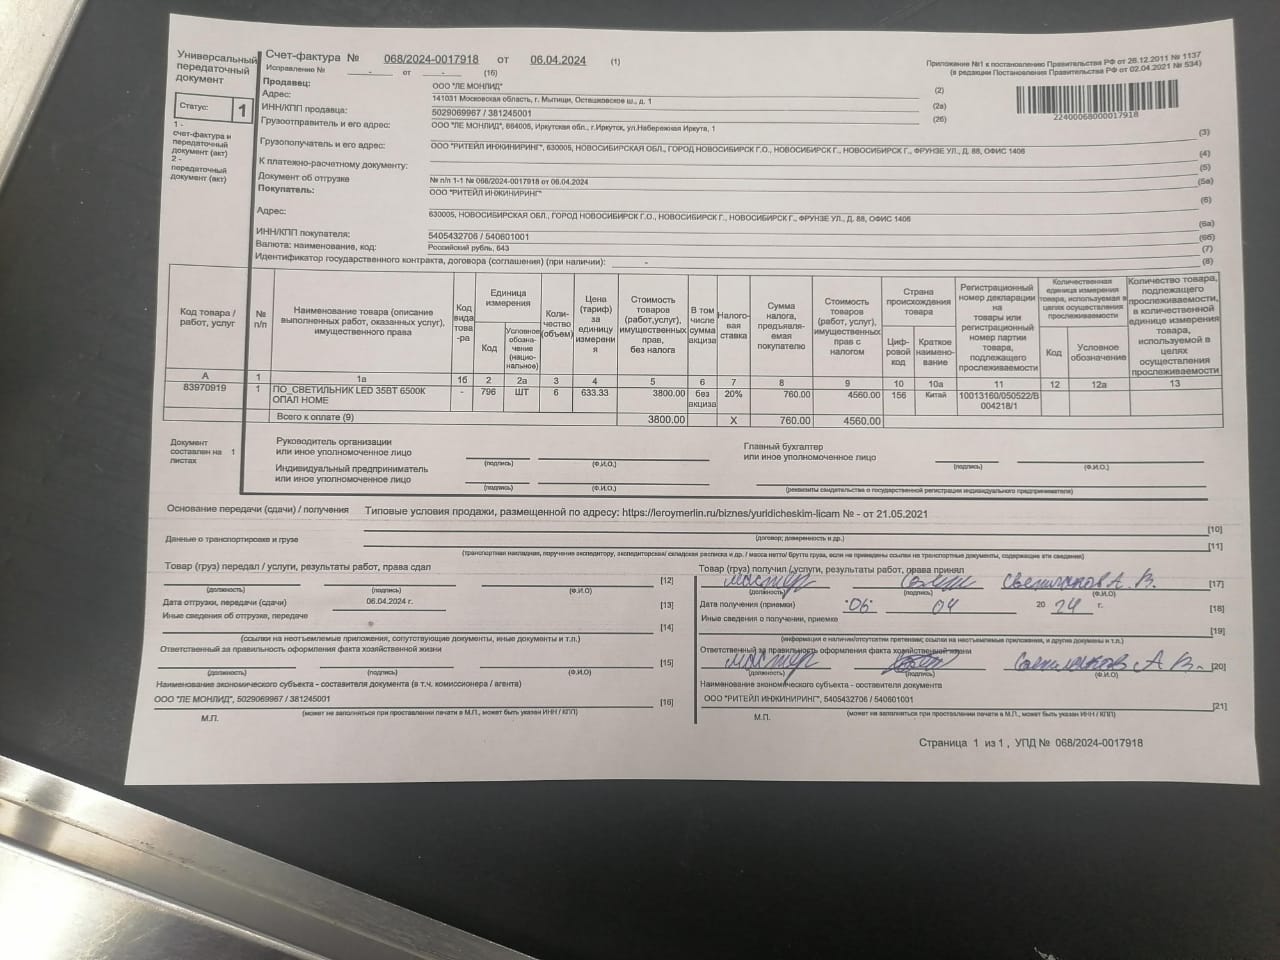 Универсальный передаточный документ
Счет-фактура № 068/2024-0017918 от 06.04.2024 (1)
Исправление № - от - (1б)
Приложение №1 к постановлению Правительства РФ от 26.12.2011 № 1137
(в редакции Постановления Правительства РФ от 02.04.2021 № 534)
22400068000017918
Статус: 1
1 - счет-фактура и передаточный документ (акт)
2 - передаточный документ (акт)
Продавец: ООО "ЛЕ МОНЛИД" (2)
Адрес: 141031 Московская область, г. Мытищи, Осташковское ш., д. 1 (2а)
ИНН/КПП продавца: 5029069967 / 381245001 (2б)
Грузоотправитель и его адрес: ООО "ЛЕ МОНЛИД", 664005, Иркутская обл., г.Иркутск, ул.Набережная Иркута, 1 (3)
Грузополучатель и его адрес: ООО "РИТЕЙЛ ИНЖИНИРИНГ", 630005, НОВОСИБИРСКАЯ ОБЛ., ГОРОД НОВОСИБИРСК Г.О., НОВОСИБИРСК Г., НОВОСИБИРСК Г., ФРУНЗЕ УЛ., Д. 88, ОФИС 1406 (4)
К платежно-расчетному документу: (5)
Документ об отгрузке № п/п 1-1 № 068/2024-0017918 от 06.04.2024 (5а)
Покупатель: ООО "РИТЕЙЛ ИНЖИНИРИНГ" (6)
Адрес: 630005, НОВОСИБИРСКАЯ ОБЛ., ГОРОД НОВОСИБИРСК Г.О., НОВОСИБИРСК Г., НОВОСИБИРСК Г., ФРУНЗЕ УЛ., Д. 88, ОФИС 1406 (6а)
ИНН/КПП покупателя: 5405432706 / 540601001 (6б)
Валюта: наименование, код: Российский рубль, 643 (7)
Идентификатор государственного контракта, договора (соглашения) (при наличии): - (8)
Код товара / работ, услуг
№ п/п
Наименование товара (описание выполненных работ, оказанных услуг), имущественного права
Код вида това-ра
Единица измерения
Код
Условное обозна-чение (нацио-нальное)
Коли-чество (объем)
Цена (тариф) за единицу измерения
Стоимость товаров (работ,услуг), имущественных прав, без налога
В том числе сумма акциза
Налого-вая ставка
Сумма налога, предъявля-емая покупателю
Стоимость товаров (работ, услуг), имущественных прав с налогом
Страна происхождения товара
Циф-ровой код
Краткое наимено-вание
Регистрационный номер декларации на товары или регистрационный номер партии товара, подлежащего прослеживаемости
Количественная единица измерения товара, используемая в целях осуществления прослеживаемости
Код
Условное обозначение
Количество товара, подлежащего прослеживаемости, в количественной единице измерения товара, используемой в целях осуществления прослеживаемости
А 1 1а 1б 2 2а 3 4 5 6 7 8 9 10 10а 11 12 12а 13
83970919 1 ПО_СВЕТИЛЬНИК LED 35ВТ 6500К ОПАЛ HOME - 796 ШТ 6 633.33 3800.00 без акциза 20% 760.00 4560.00 156 Китай 10013160/050522/В004218/1
Всего к оплате (9) 3800.00 X 760.00 4560.00
Документ составлен на 1 листах
Руководитель организации или иное уполномоченное лицо
(подпись) (Ф.И.О.)
Главный бухгалтер или иное уполномоченное лицо
(подпись) (Ф.И.О.)
Индивидуальный предприниматель или иное уполномоченное лицо
(подпись) (Ф.И.О.)
(реквизиты свидетельства о государственной регистрации индивидуального предпринимателя)
Основание передачи (сдачи) / получения Типовые условия продажи, размещенной по адресу: https://leroymerlin.ru/biznes/yuridicheskim-licam № - от 21.05.2021 [10]
(договор; доверенность и др.)
Данные о транспортировке и грузе [11]
(транспортная накладная, поручение экспедитору, экспедиторская/ складская расписка и др. / масса нетто/ брутто груза, если не приведены ссылки на транспортные документы, содержащие эти сведения)
Товар (груз) передал / услуги, результаты работ, права сдал
[12]
(должность) (подпись) (Ф.И.О)
Дата отгрузки, передачи (сдачи) 06.04.2024 г. [13]
Иные сведения об отгрузке, передаче
[14]
(ссылки на неотъемлемые приложения, сопутствующие документы, иные документы и т.п.)
Ответственный за правильность оформления факта хозяйственной жизни
[15]
(должность) (подпись) (Ф.И.О)
Наименование экономического субъекта - составителя документа (в т.ч. комиссионера / агента)
ООО "ЛЕ МОНЛИД", 5029069967 / 381245001 [16]
(может не заполняться при проставлении печати в М.П., может быть указан ИНН / КПП)
М.П.
Товар (груз) получил /услуги, результаты работ, права принял
мастер Светлаков А. В. [17]
(должность) (подпись) (Ф.И.О)
Дата получения (приемки) 06 04 20 24 г. [18]
Иные сведения о получении, приемке
[19]
(информация о наличии/отсутствии претензии; ссылки на неотъемлемые приложения, и другие документы и т.п.)
Ответственный за правильность оформления факта хозяйственной жизни
мастер Светлаков А. В. [20]
(должность) (подпись) (Ф.И.О)
Наименование экономического субъекта - составителя документа
ООО "РИТЕЙЛ ИНЖИНИРИНГ", 5405432706 / 540601001 [21]
(может не заполняться при проставлении печати в М.П., может быть указан ИНН / КПП)
М.П.
Страница 1 из 1 , УПД № 068/2024-0017918